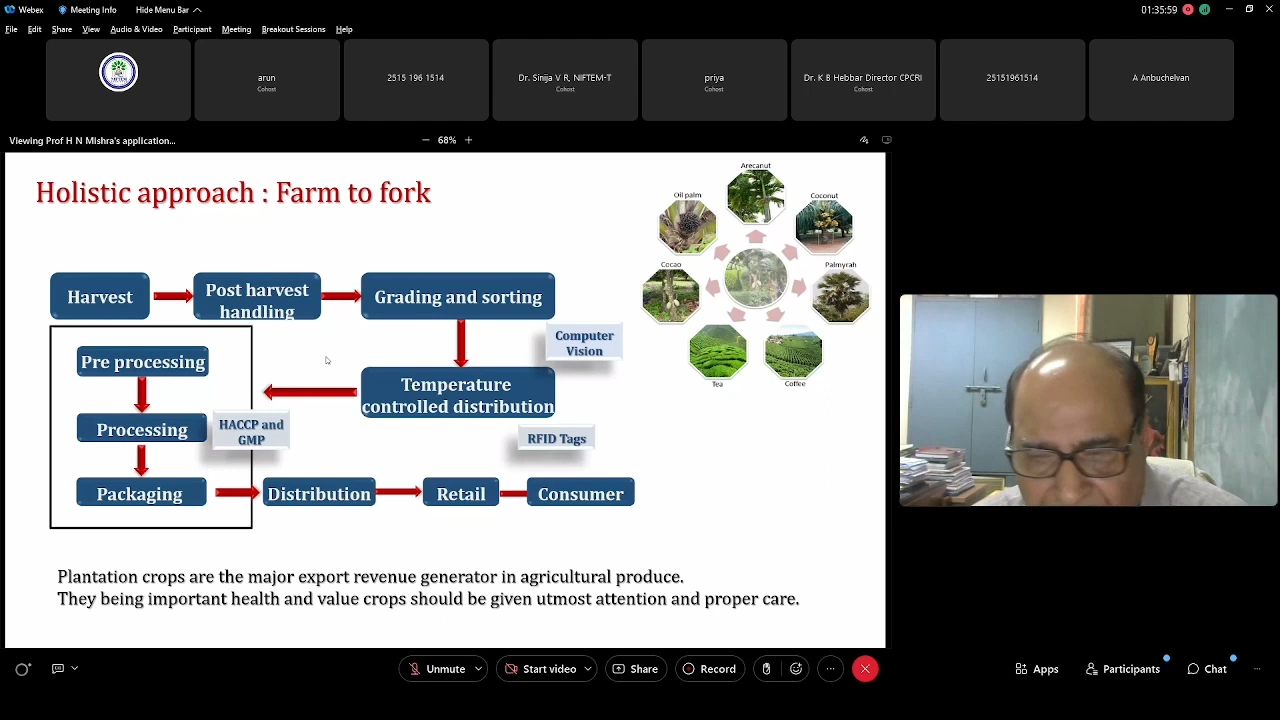 Webex
Meeting Info
Hide Menu Bar
01:35:59
File Edit Share View Audio & Video Participant Meeting Breakout Sessions Help
arun
Cohost
2515 196 1514
Dr. Sinija V R, NIFTEM-T
Cohost
priya
Cohost
Dr. K B Hebbar Director CPCRI
Cohost
25151961514
A Anbuchelvan
Viewing Prof H N Mishra's application...
68%
Holistic approach : Farm to fork
Arecanut
Oil palm
Coconut
Cocao
Palmyrah
Tea
Coffee
Harvest
Post harvest
handling
Grading and sorting
Computer
Vision
Pre processing
Temperature
controlled distribution
Processing
HACCP and
GMP
RFID Tags
Packaging
Distribution
Retail
Consumer
Plantation crops are the major export revenue generator in agricultural produce.
They being important health and value crops should be given utmost attention and proper care.
Unmute
Start video
Share
Record
Apps
Participants
Chat